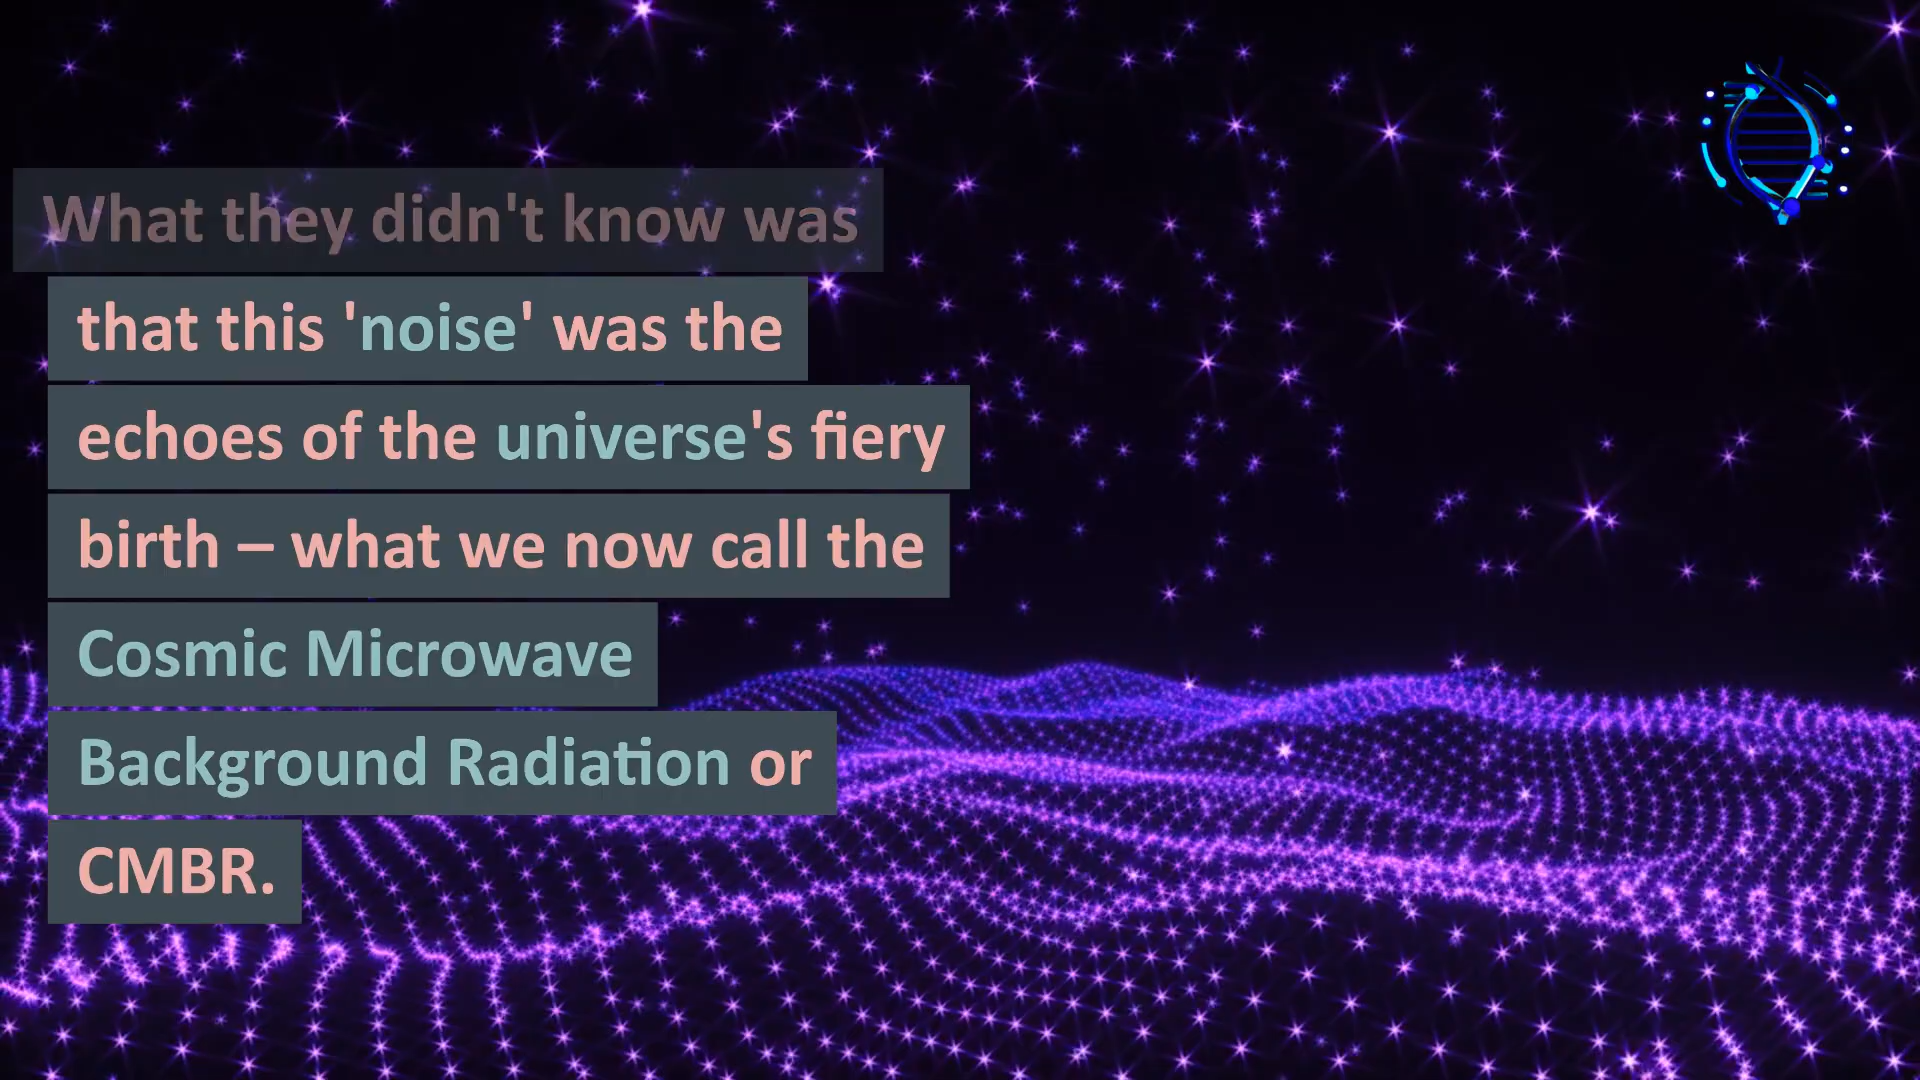 What they didn't know was
that this 'noise' was the
echoes of the universe's fiery
birth – what we now call the
Cosmic Microwave
Background Radiation or
CMBR.